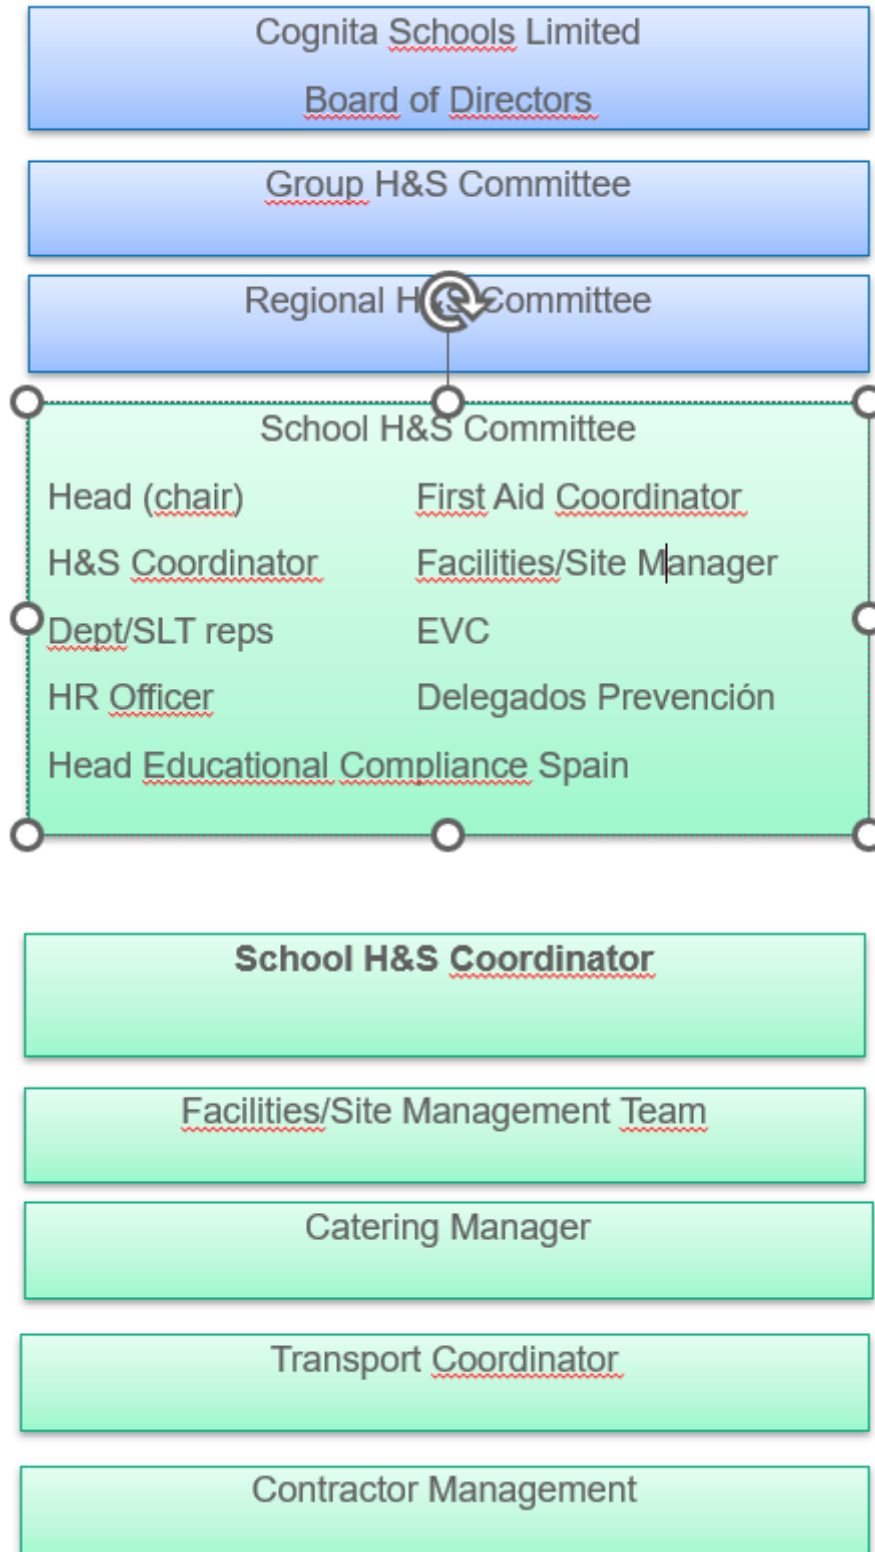 Cognita Schools Limited
Board of Directors
Group H&S Committee
Regional H&S Committee
School H&S Committee
Head (chair) First Aid Coordinator
H&S Coordinator Facilities/Site Manager
Dept/SLT reps EVC
HR Officer Delegados Prevención
Head Educational Compliance Spain
School H&S Coordinator
Facilities/Site Management Team
Catering Manager
Transport Coordinator
Contractor Management